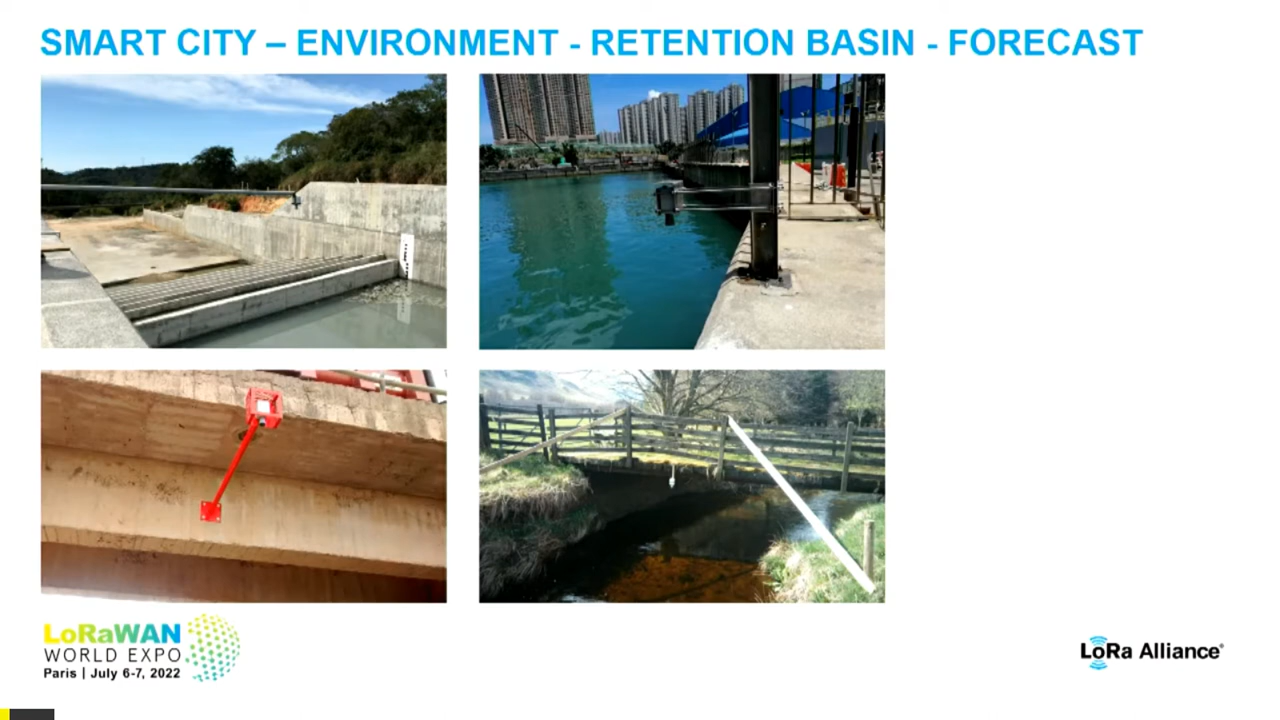 SMART CITY – ENVIRONMENT - RETENTION BASIN - FORECAST
LoRaWAN
WORLD EXPO
Paris | July 6-7, 2022
LoRa Alliance®